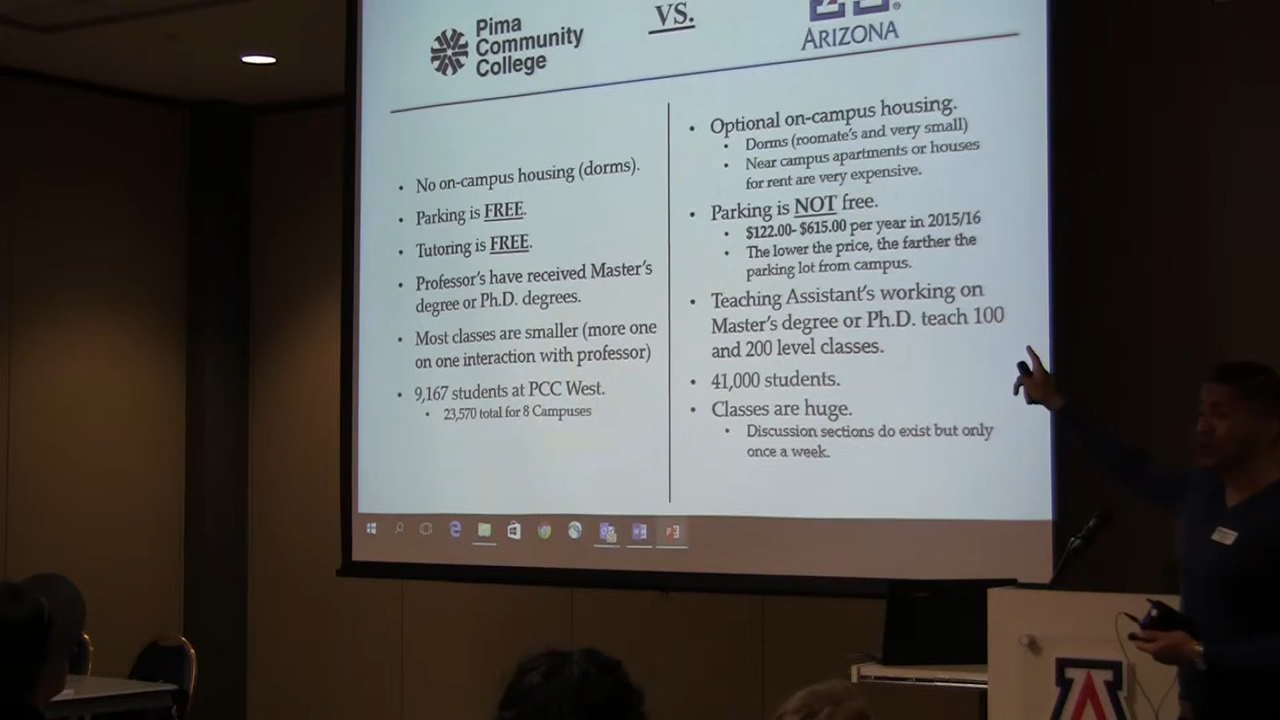 Pima
Community
College
VS.
ARIZONA
No on-campus housing (dorms).
Parking is FREE.
Tutoring is FREE.
Professor's have received Master's
degree or Ph.D. degrees.
Most classes are smaller (more one
on one interaction with professor)
9,167 students at PCC West.
23,570 total for 8 Campuses
Optional on-campus housing.
Dorms (roomate's and very small)
Near campus apartments or houses
for rent are very expensive.
Parking is NOT free.
$122.00- $615.00 per year in 2015/16
The lower the price, the farther the
parking lot from campus.
Teaching Assistant's working on
Master's degree or Ph.D. teach 100
and 200 level classes.
41,000 students.
Classes are huge.
Discussion sections do exist but only
once a week.
A